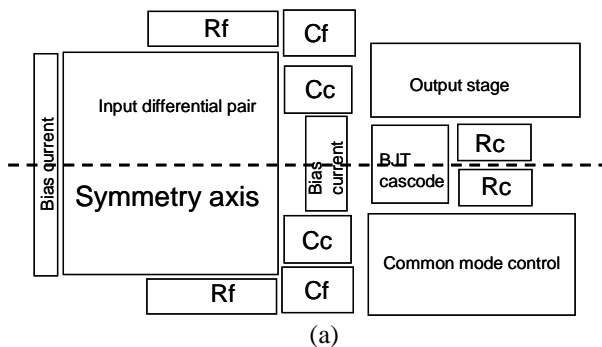 Rf
Cf
Cc
Output stage
Input differential pair
Bias qurrent
Bias
current
BJT
cascode
Rc
Rc
Symmetry axis
Cc
Common mode control
Rf
Cf
(a)